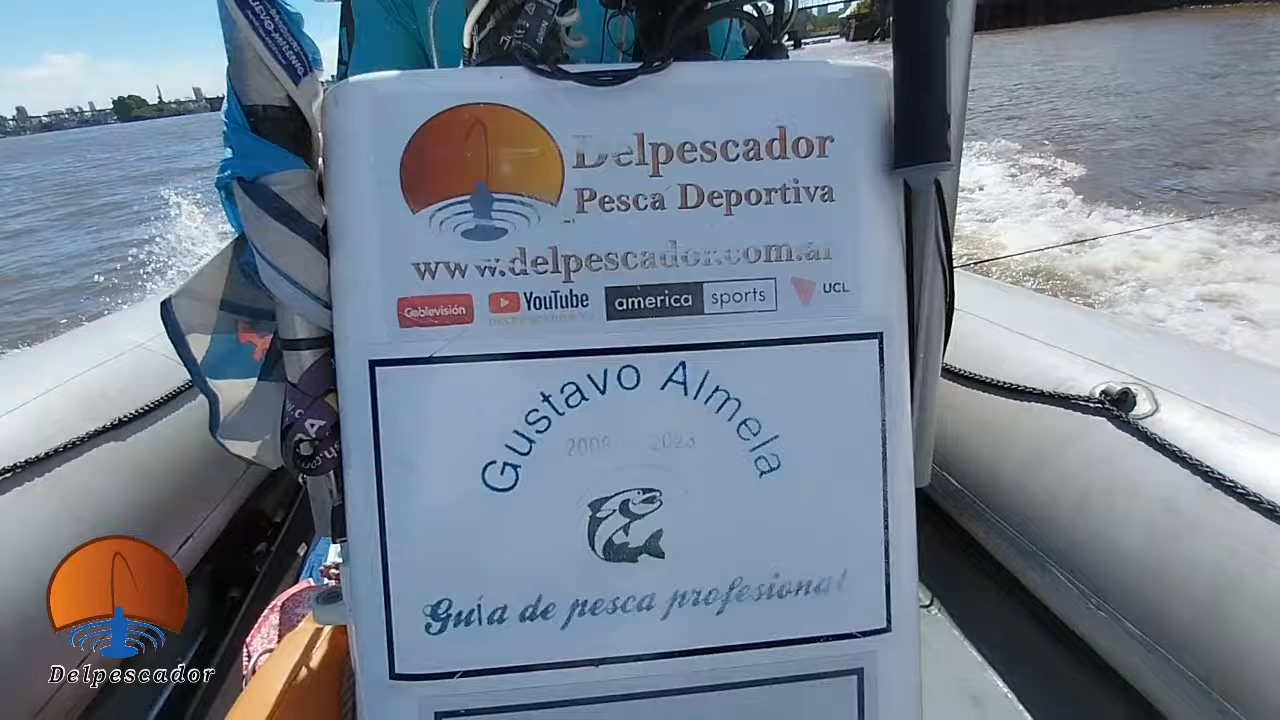 Delpescador
Pesca Deportiva
www.delpescador.com.ar
Cablevisión
YouTube
america sports
UCL
Gustavo Almela
2008 2023
Guía de pesca profesional
Delpescador